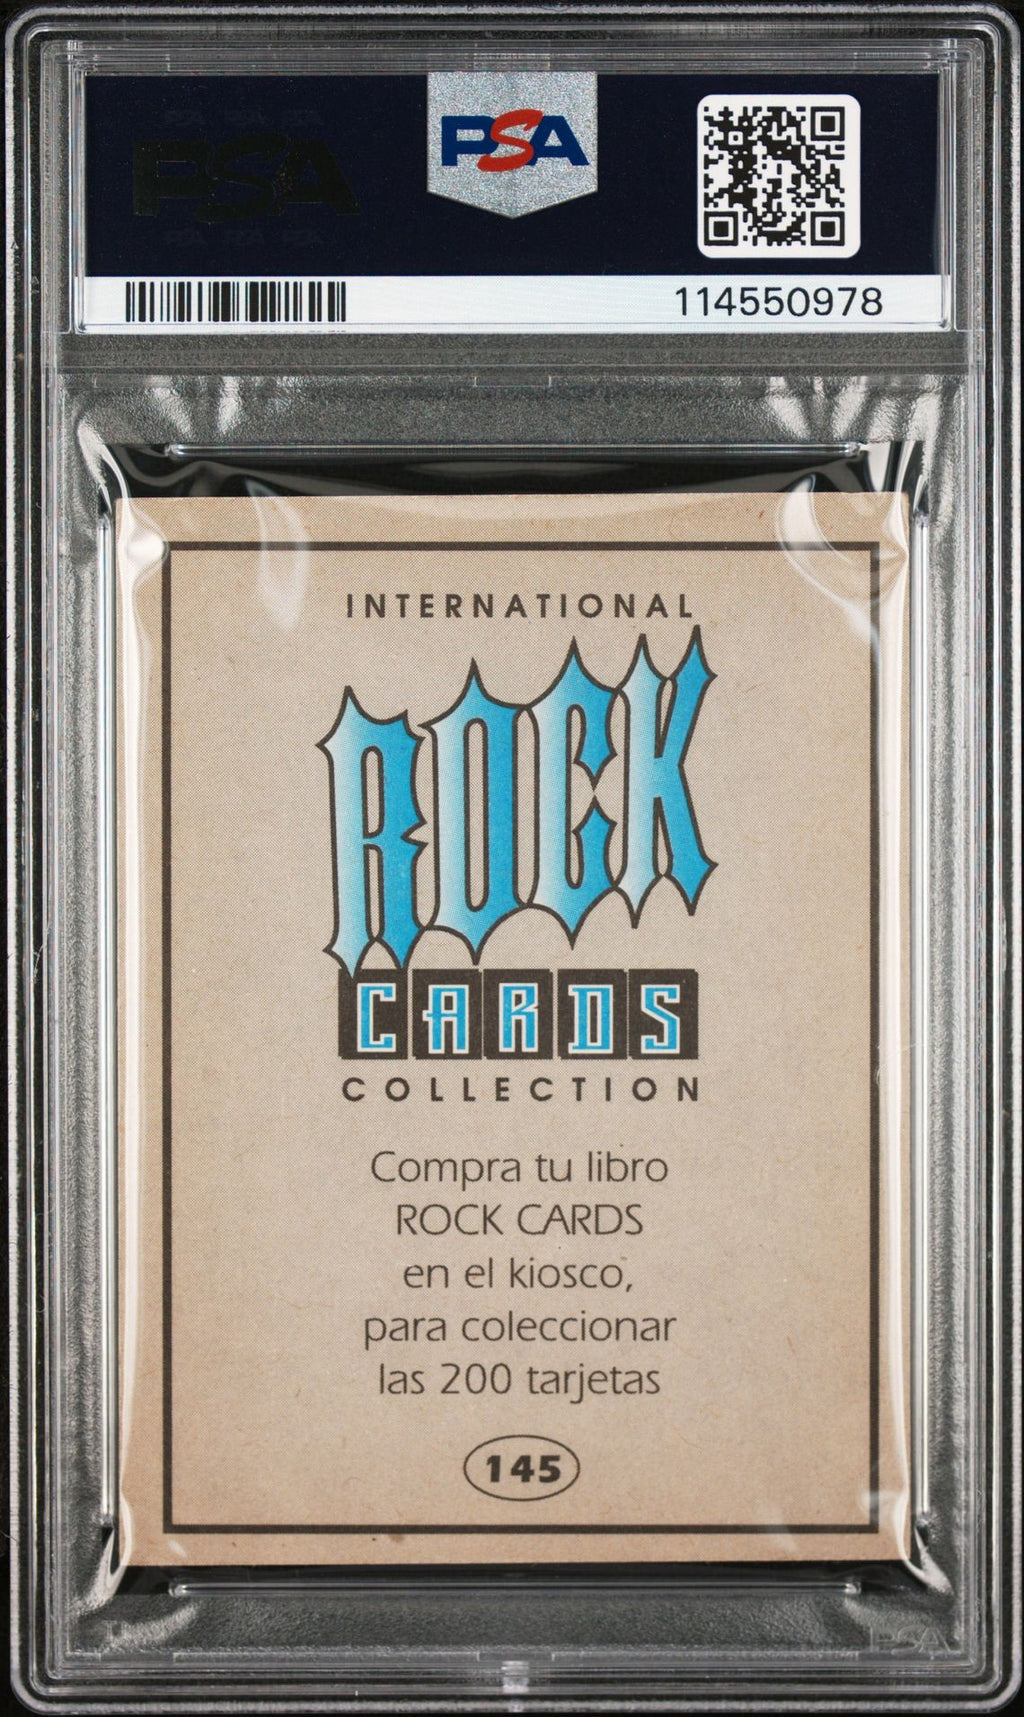 PSA
PSA
114550978
INTERNATIONAL
ROCK
CARDS
COLLECTION
Compra tu libro
ROCK CARDS
en el kiosco,
para coleccionar
las 200 tarjetas
145
PSA